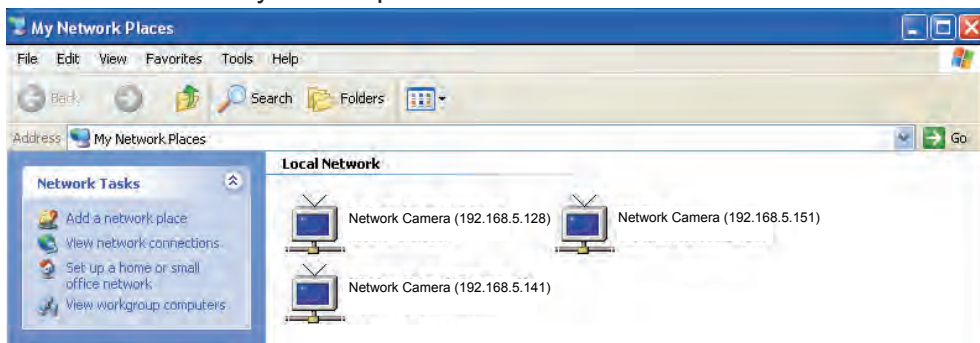 My Network Places
File Edit View Favorites Tools Help
Back Search Folders
Address My Network Places Go
Network Tasks
Add a network place
View network connections
Set up a home or small
office network
View workgroup computers
Local Network
Network Camera (192.168.5.128) Network Camera (192.168.5.151)
Network Camera (192.168.5.141)